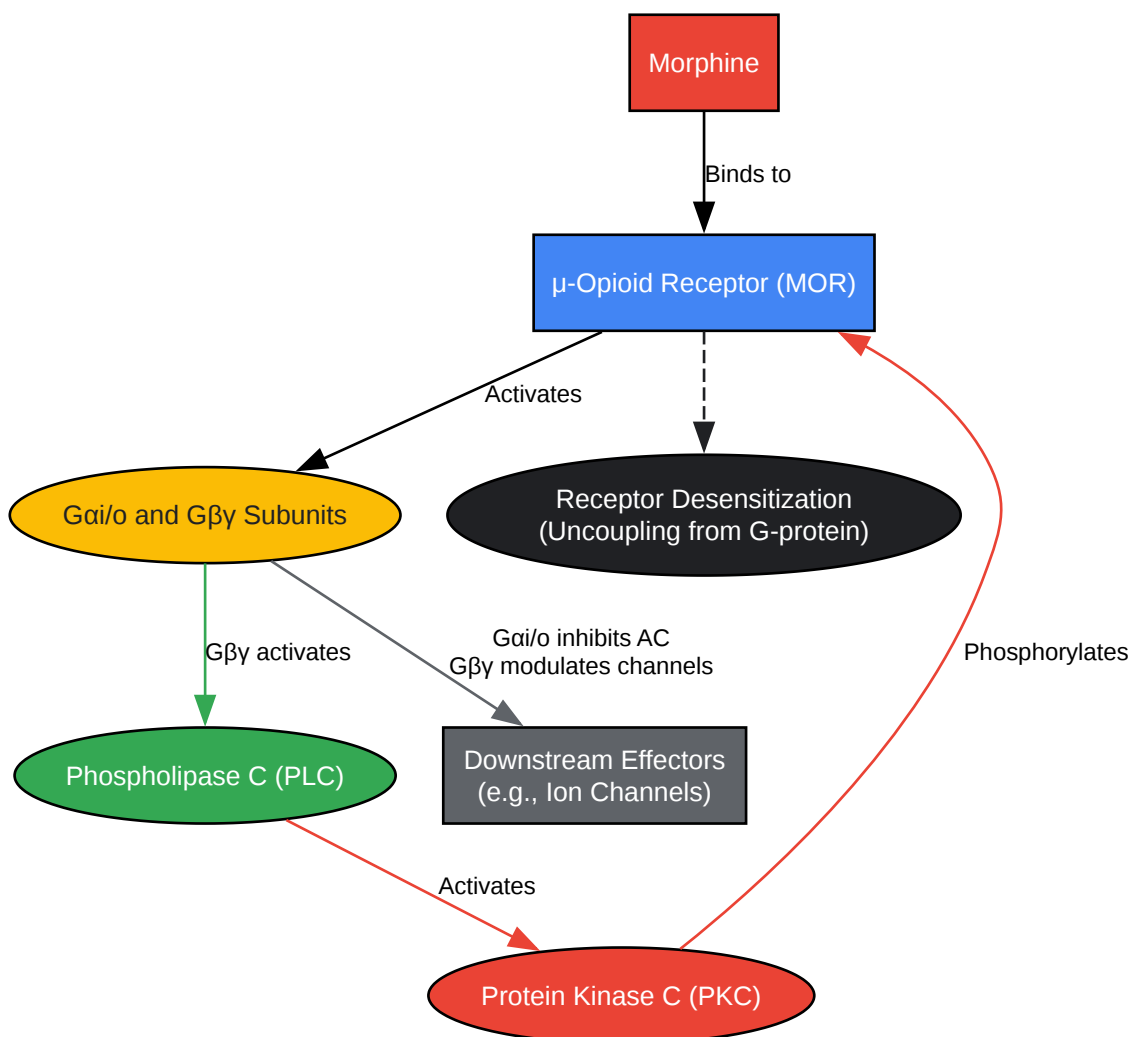 Morphine
Binds to
μ-Opioid Receptor (MOR)
Activates
Gαi/o and Gβγ Subunits
Receptor Desensitization
(Uncoupling from G-protein)
Gβγ activates
Gαi/o inhibits AC
Gβγ modulates channels
Phosphorylates
Phospholipase C (PLC)
Downstream Effectors
(e.g., Ion Channels)
Activates
Protein Kinase C (PKC)